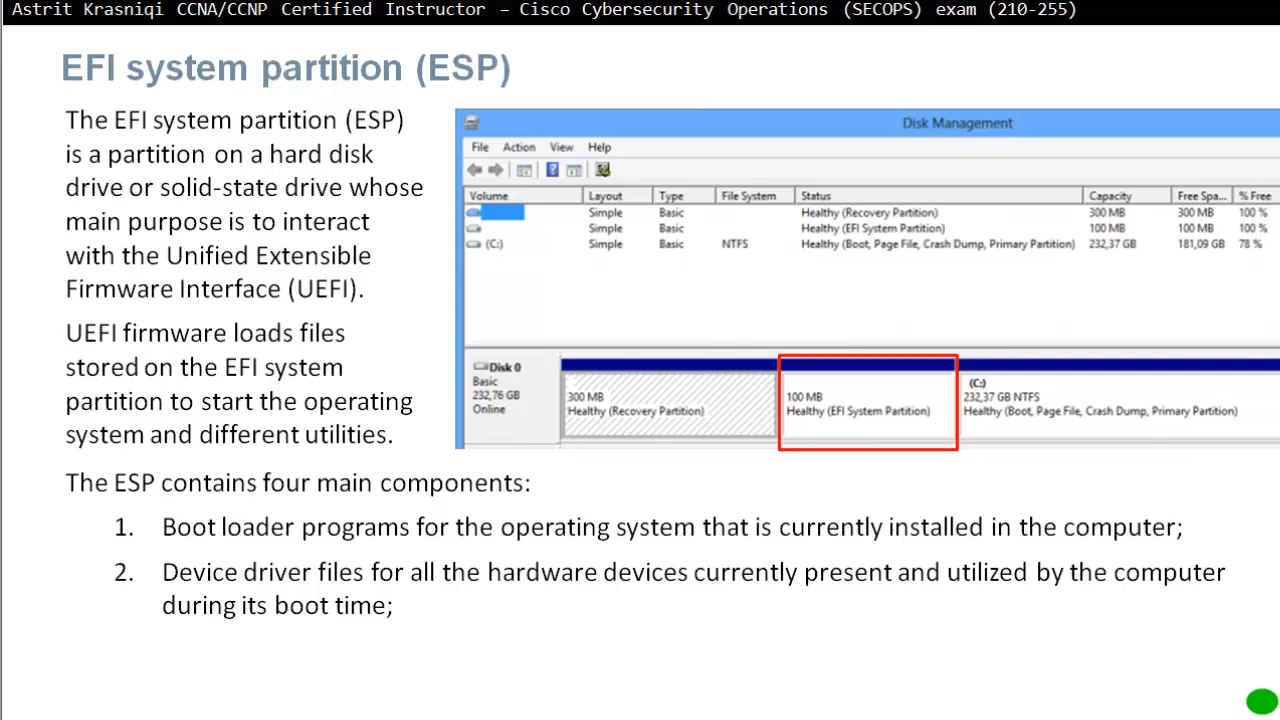 Astrit Krasniqi CCNA/CCNP Certified Instructor – Cisco Cybersecurity Operations (SECOPS) exam (210-255)
EFI system partition (ESP)
The EFI system partition (ESP)
is a partition on a hard disk
drive or solid-state drive whose
main purpose is to interact
with the Unified Extensible
Firmware Interface (UEFI).
UEFI firmware loads files
stored on the EFI system
partition to start the operating
system and different utilities.
Disk Management
File Action View Help
Volume Layout Type File System Status Capacity Free Spa... % Free
Simple Basic Healthy (Recovery Partition) 300 MB 300 MB 100 %
Simple Basic Healthy (EFI System Partition) 100 MB 100 MB 100 %
(C:) Simple Basic NTFS Healthy (Boot, Page File, Crash Dump, Primary Partition) 232,37 GB 181,09 GB 78 %
Disk 0
Basic
232,76 GB
Online
300 MB
Healthy (Recovery Partition)
100 MB
Healthy (EFI System Partition)
(C:)
232,37 GB NTFS
Healthy (Boot, Page File, Crash Dump, Primary Partition)
The ESP contains four main components:
1. Boot loader programs for the operating system that is currently installed in the computer;
2. Device driver files for all the hardware devices currently present and utilized by the computer
during its boot time;